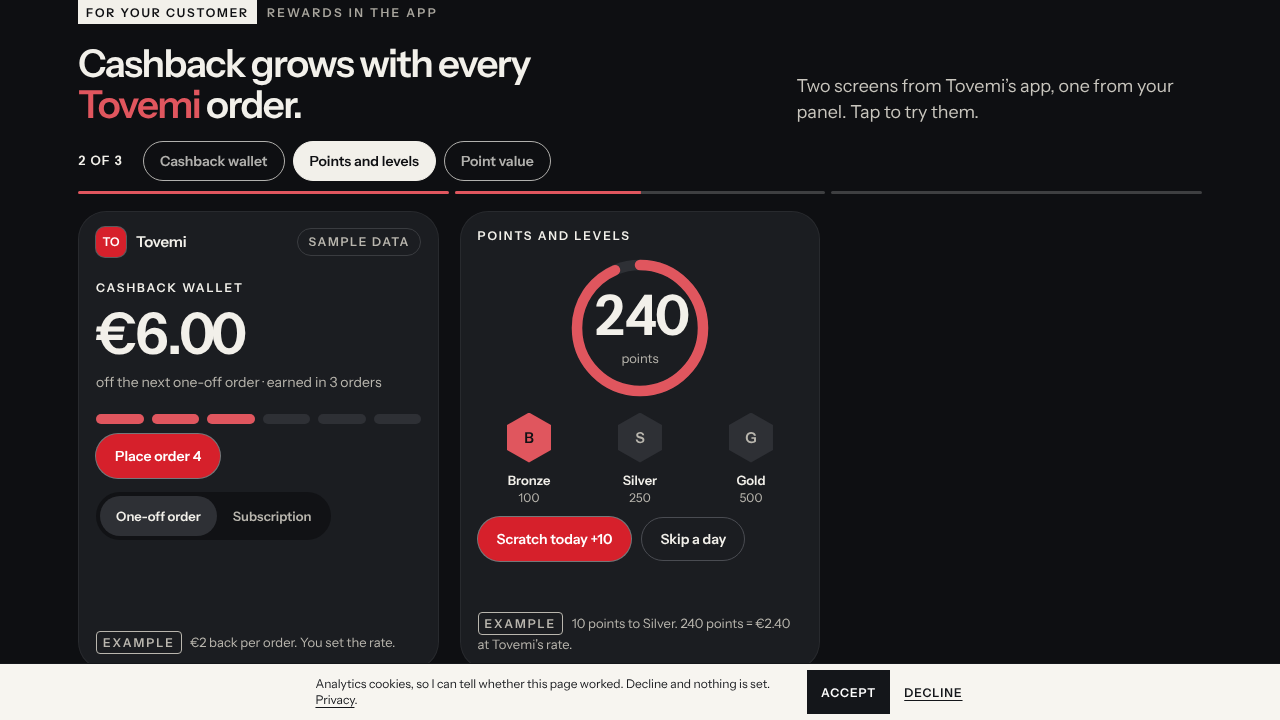 FOR YOUR CUSTOMER REWARDS IN THE APP
Cashback grows with every
Tovemi order.
Two screens from Tovemi's app, one from your
panel. Tap to try them.
2 OF 3 Cashback wallet Points and levels Point value
TO Tovemi SAMPLE DATA
CASHBACK WALLET
€6.00
off the next one-off order · earned in 3 orders
Place order 4
One-off order Subscription
EXAMPLE €2 back per order. You set the rate.
POINTS AND LEVELS
240
points
B S G
Bronze Silver Gold
100 250 500
Scratch today +10 Skip a day
EXAMPLE 10 points to Silver. 240 points = €2.40
at Tovemi's rate.
Analytics cookies, so I can tell whether this page worked. Decline and nothing is set.
Privacy.
ACCEPT DECLINE